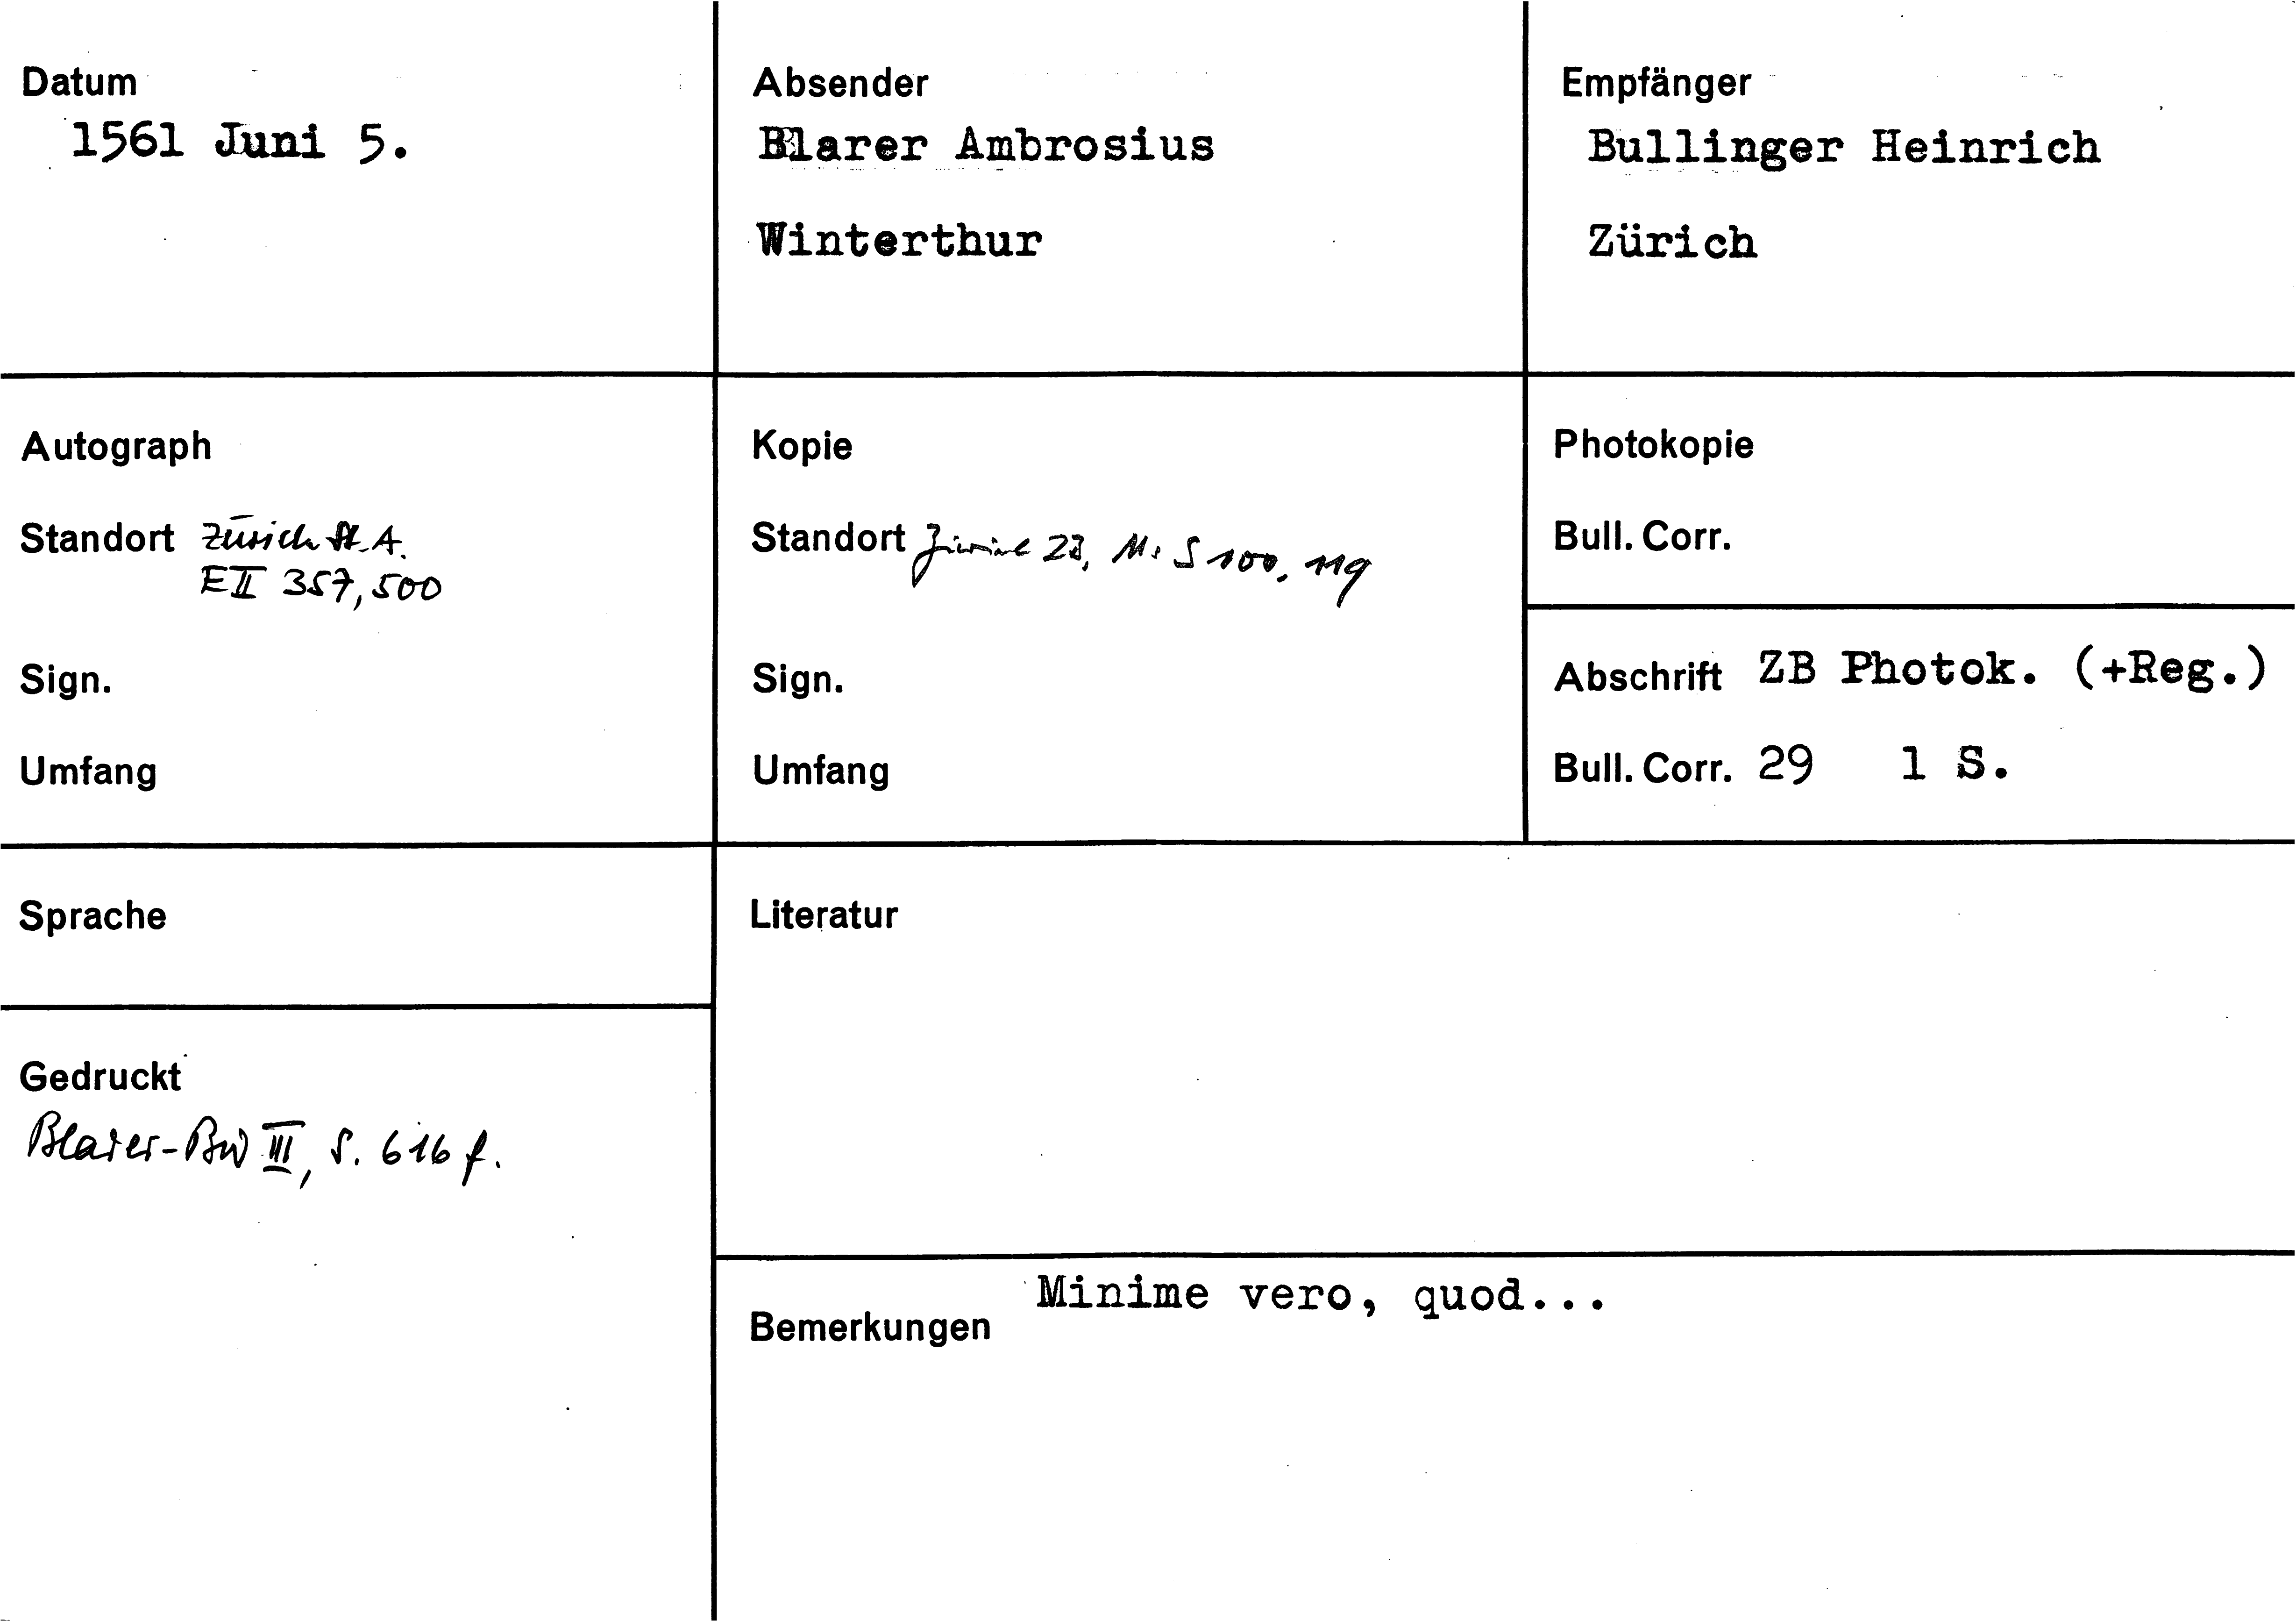 Datum
1561 Juni 5.
Absender
Blarer Ambrosius
Winterthur
Empfänger
Bullinger Heinrich
Zürich
Autograph
Standort Zürich St.A.
E II 357, 500
Sign.
Umfang
Kopie
Standort Zürich ZB, Ms S 100, 119
Sign.
Umfang
Photokopie
Bull. Corr.
Abschrift ZB Photok. (+Reg.)
Bull. Corr. 29 1 S.
Sprache
Literatur
Gedruckt
Blarer-BW III, S. 616 f.
Minime vero, quod...
Bemerkungen